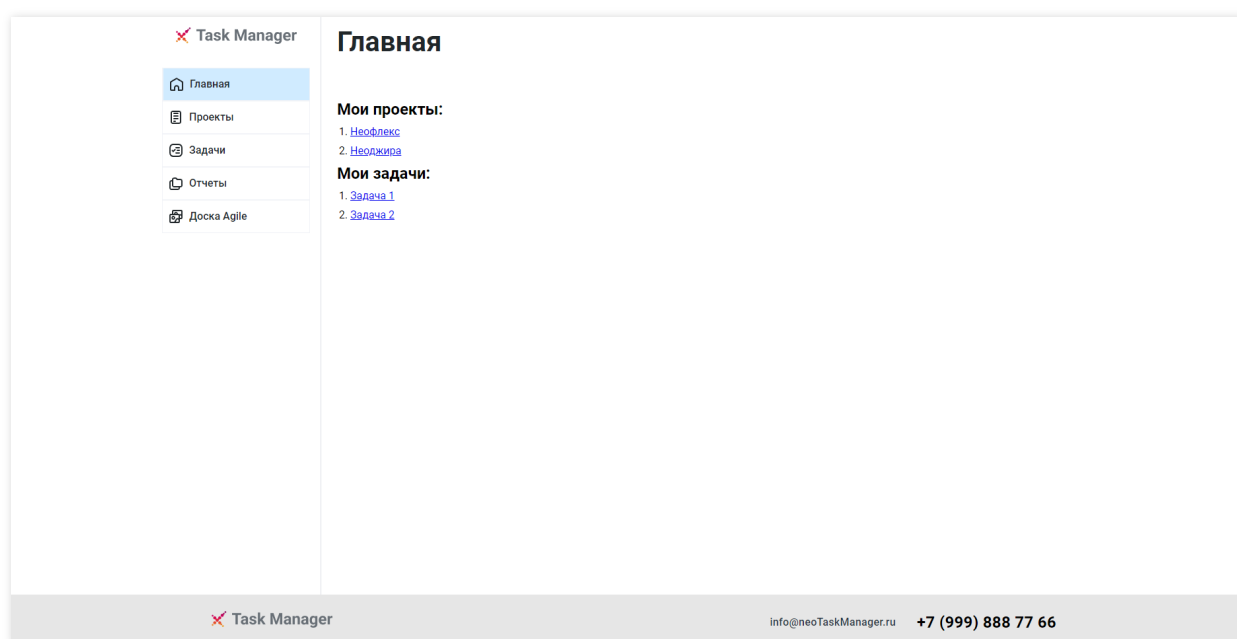 Task Manager
Главная
Проекты
Задачи
Отчеты
Доска Agile
Главная
Мои проекты:
1. Неофлекс
2. Неоджира
Мои задачи:
1. Задача 1
2. Задача 2
Task Manager
info@neoTaskManager.ru
+7 (999) 888 77 66